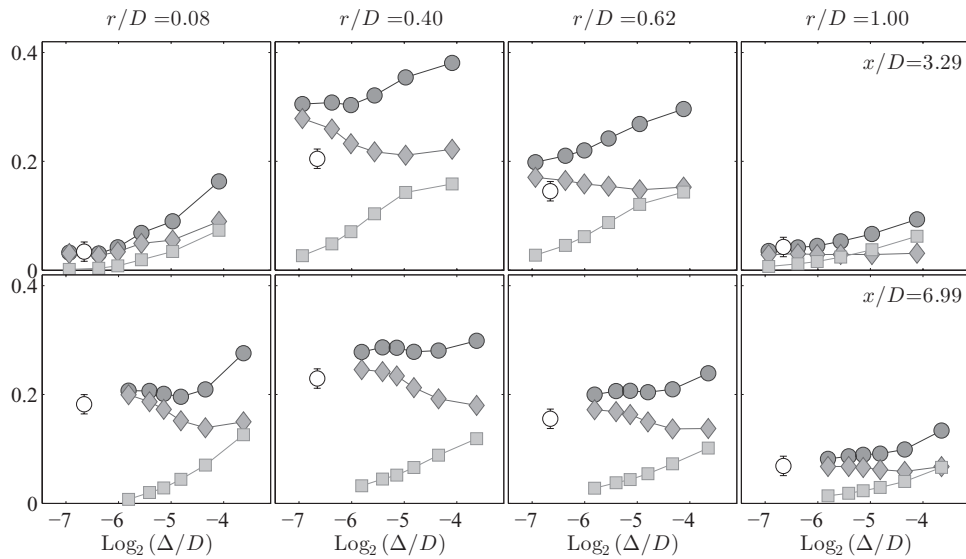 r/D =0.08 r/D =0.40 r/D =0.62 r/D =1.00
0.4 x/D=3.29
0.2
0
x/D=6.99
0.4
0.2
0
−7 −6 −5 −4 −7 −6 −5 −4 −7 −6 −5 −4 −7 −6 −5 −4
Log₂ (Δ/D) Log₂ (Δ/D) Log₂ (Δ/D) Log₂ (Δ/D)